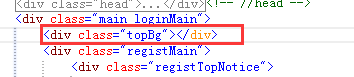 <div class="head">...</div><!-- //head -->
<div class="main loginMain">
<div class="topBg"></div>
<div class="registMain">
<div class="registTopNotice">